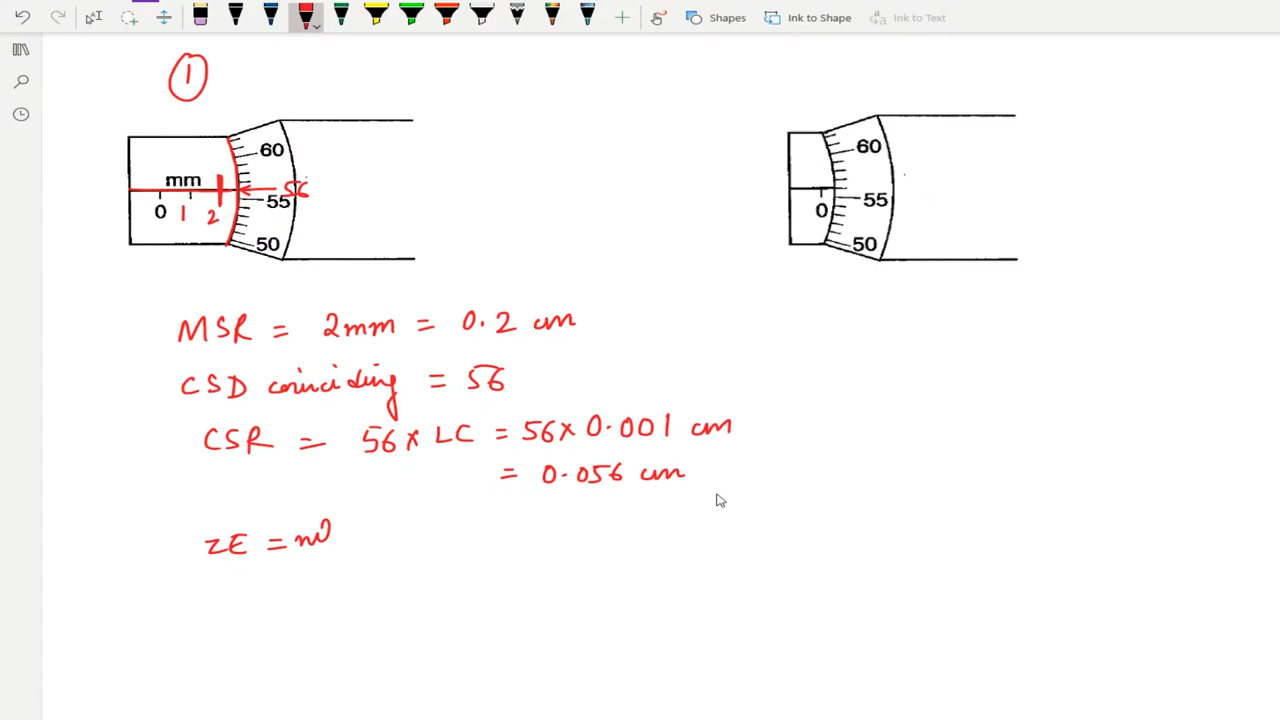 Shapes
Ink to Shape
Ink to Text
1
60
mm
56
55
0 1 2
50
60
55
0
50
MSR = 2mm = 0.2 cm
CSD coinciding = 56
CSR = 56 × LC = 56 × 0.001 cm
= 0.056 cm
ZE = nil